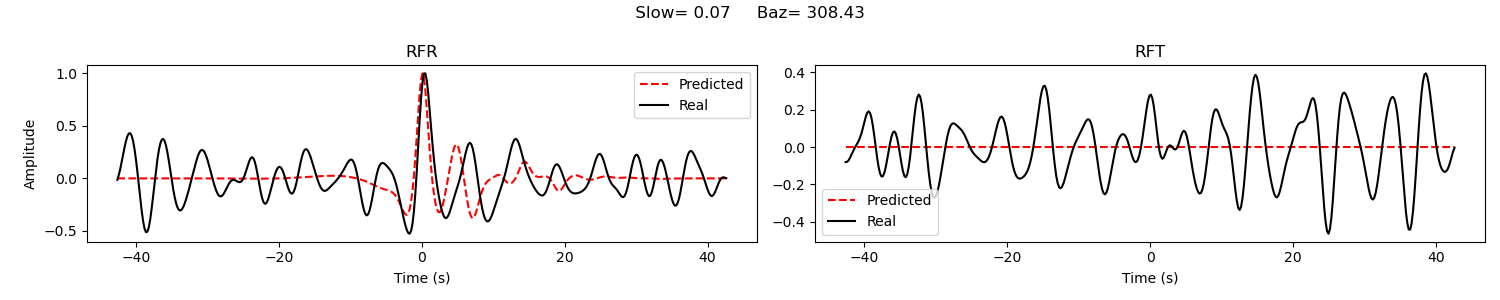 Slow= 0.07 Baz= 308.43
RFR
Amplitude
1.0
0.5
0.0
−0.5
Predicted
Real
−40 −20 0 20 40
Time (s)
RFT
0.4
0.2
0.0
−0.2
−0.4
Predicted
Real
−40 −20 0 20 40
Time (s)